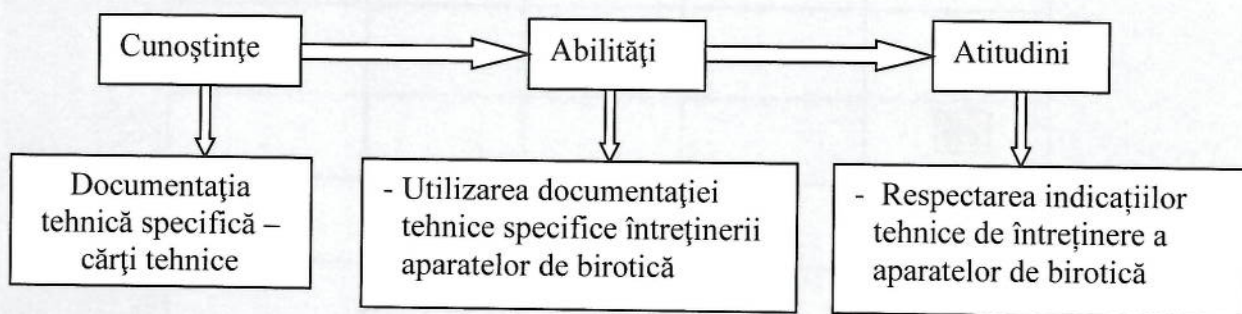 Cunoştinţe
Abilităţi
Atitudini
Documentaţia
tehnică specifică –
cărţi tehnice
- Utilizarea documentaţiei
tehnice specifice întreţinerii
aparatelor de birotică
- Respectarea indicațiilor
tehnice de întreținere a
aparatelor de birotică